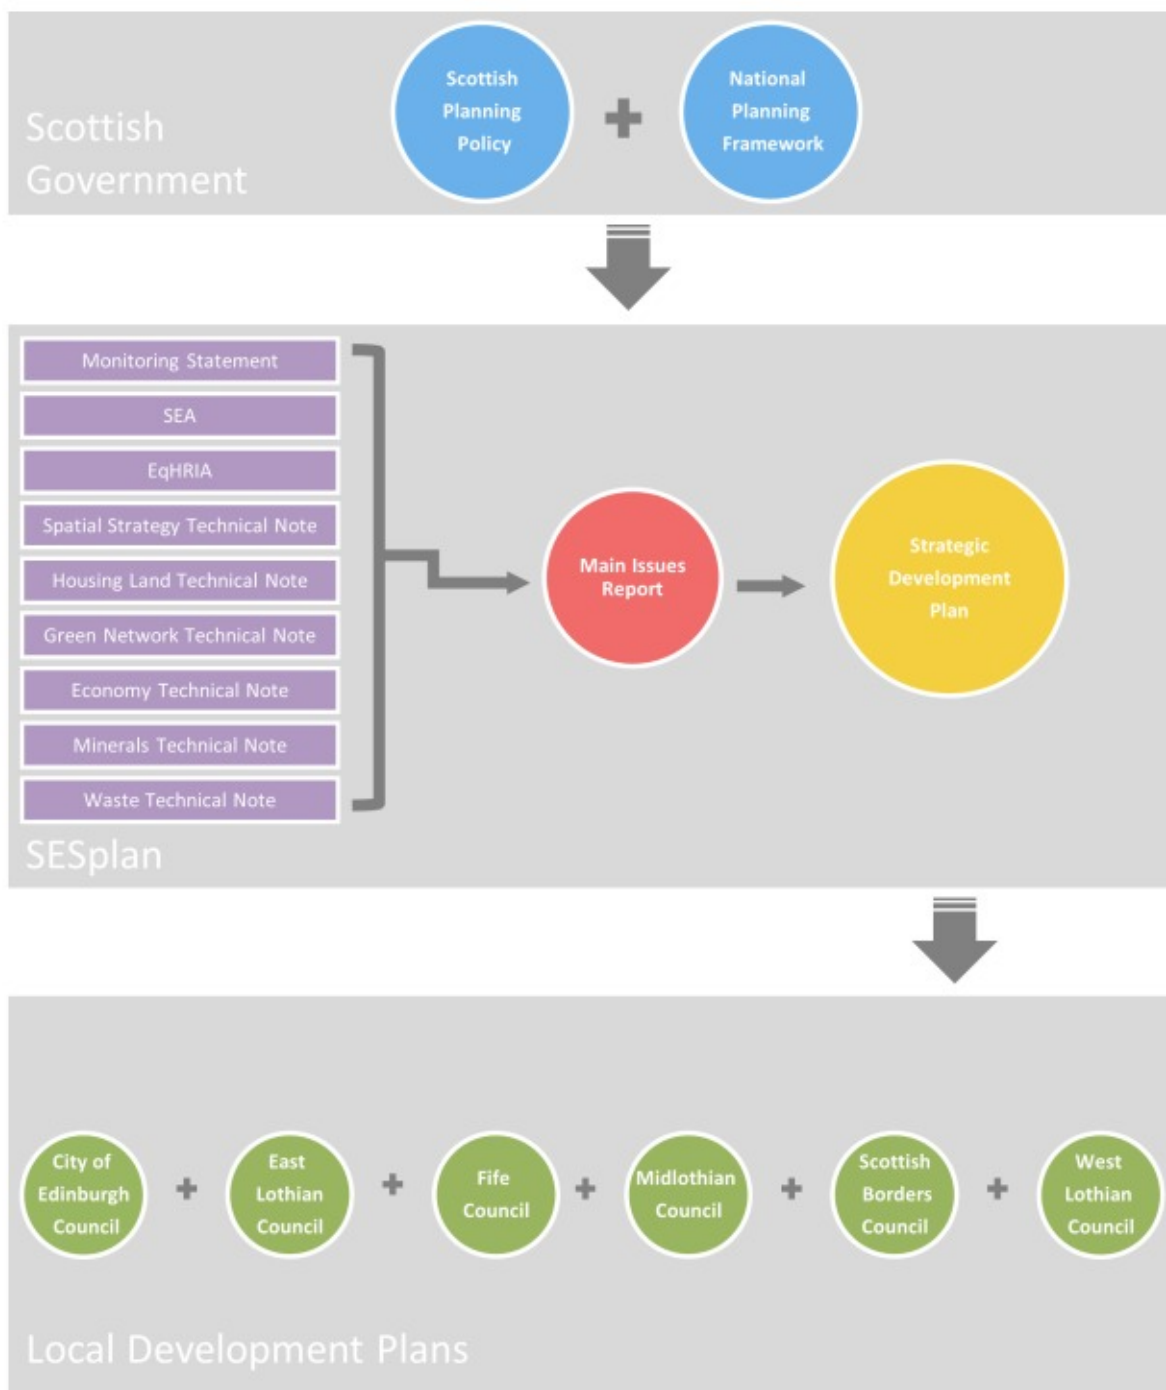 Scottish
Planning
Policy
National
Planning
Framework
Scottish
Government
Monitoring Statement
SEA
EqHRIA
Spatial Strategy Technical Note
Housing Land Technical Note
Green Network Technical Note
Economy Technical Note
Minerals Technical Note
Waste Technical Note
Main Issues
Report
Strategic
Development
Plan
SESplan
City of
Edinburgh
Council
East
Lothian
Council
Fife
Council
Midlothian
Council
Scottish
Borders
Council
West
Lothian
Council
Local Development Plans